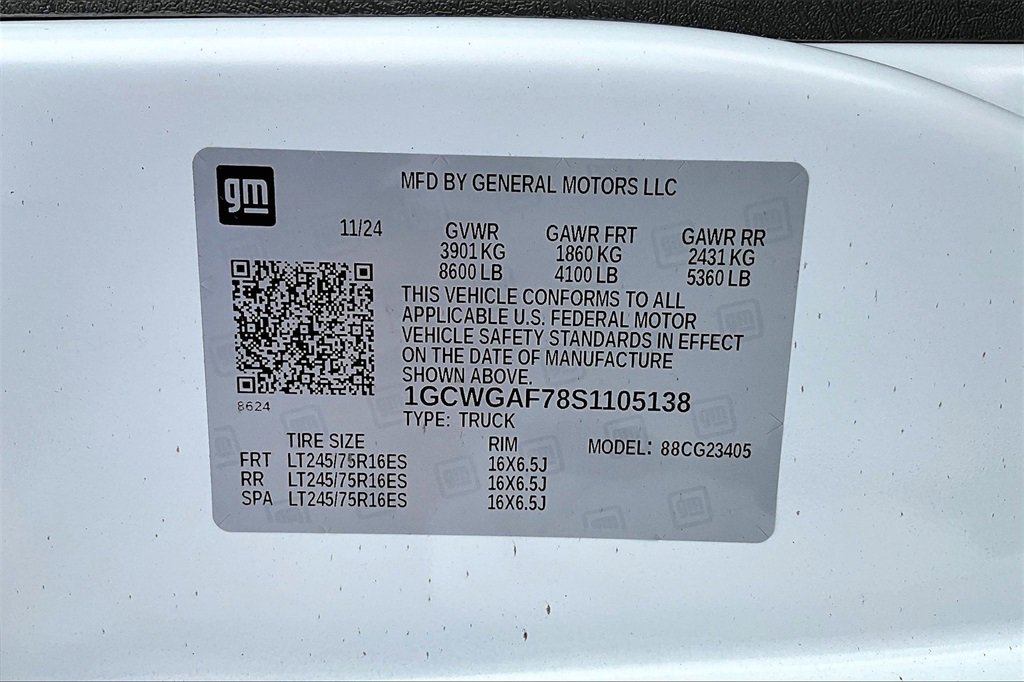 gm
MFD BY GENERAL MOTORS LLC
11/24 GVWR GAWR FRT GAWR RR
3901 KG 1860 KG 2431 KG
8600 LB 4100 LB 5360 LB
THIS VEHICLE CONFORMS TO ALL
APPLICABLE U.S. FEDERAL MOTOR
VEHICLE SAFETY STANDARDS IN EFFECT
ON THE DATE OF MANUFACTURE
SHOWN ABOVE.
8624
1GCWGAF78S1105138
TYPE: TRUCK
TIRE SIZE RIM MODEL: 88CG23405
FRT LT245/75R16ES 16X6.5J
RR LT245/75R16ES 16X6.5J
SPA LT245/75R16ES 16X6.5J